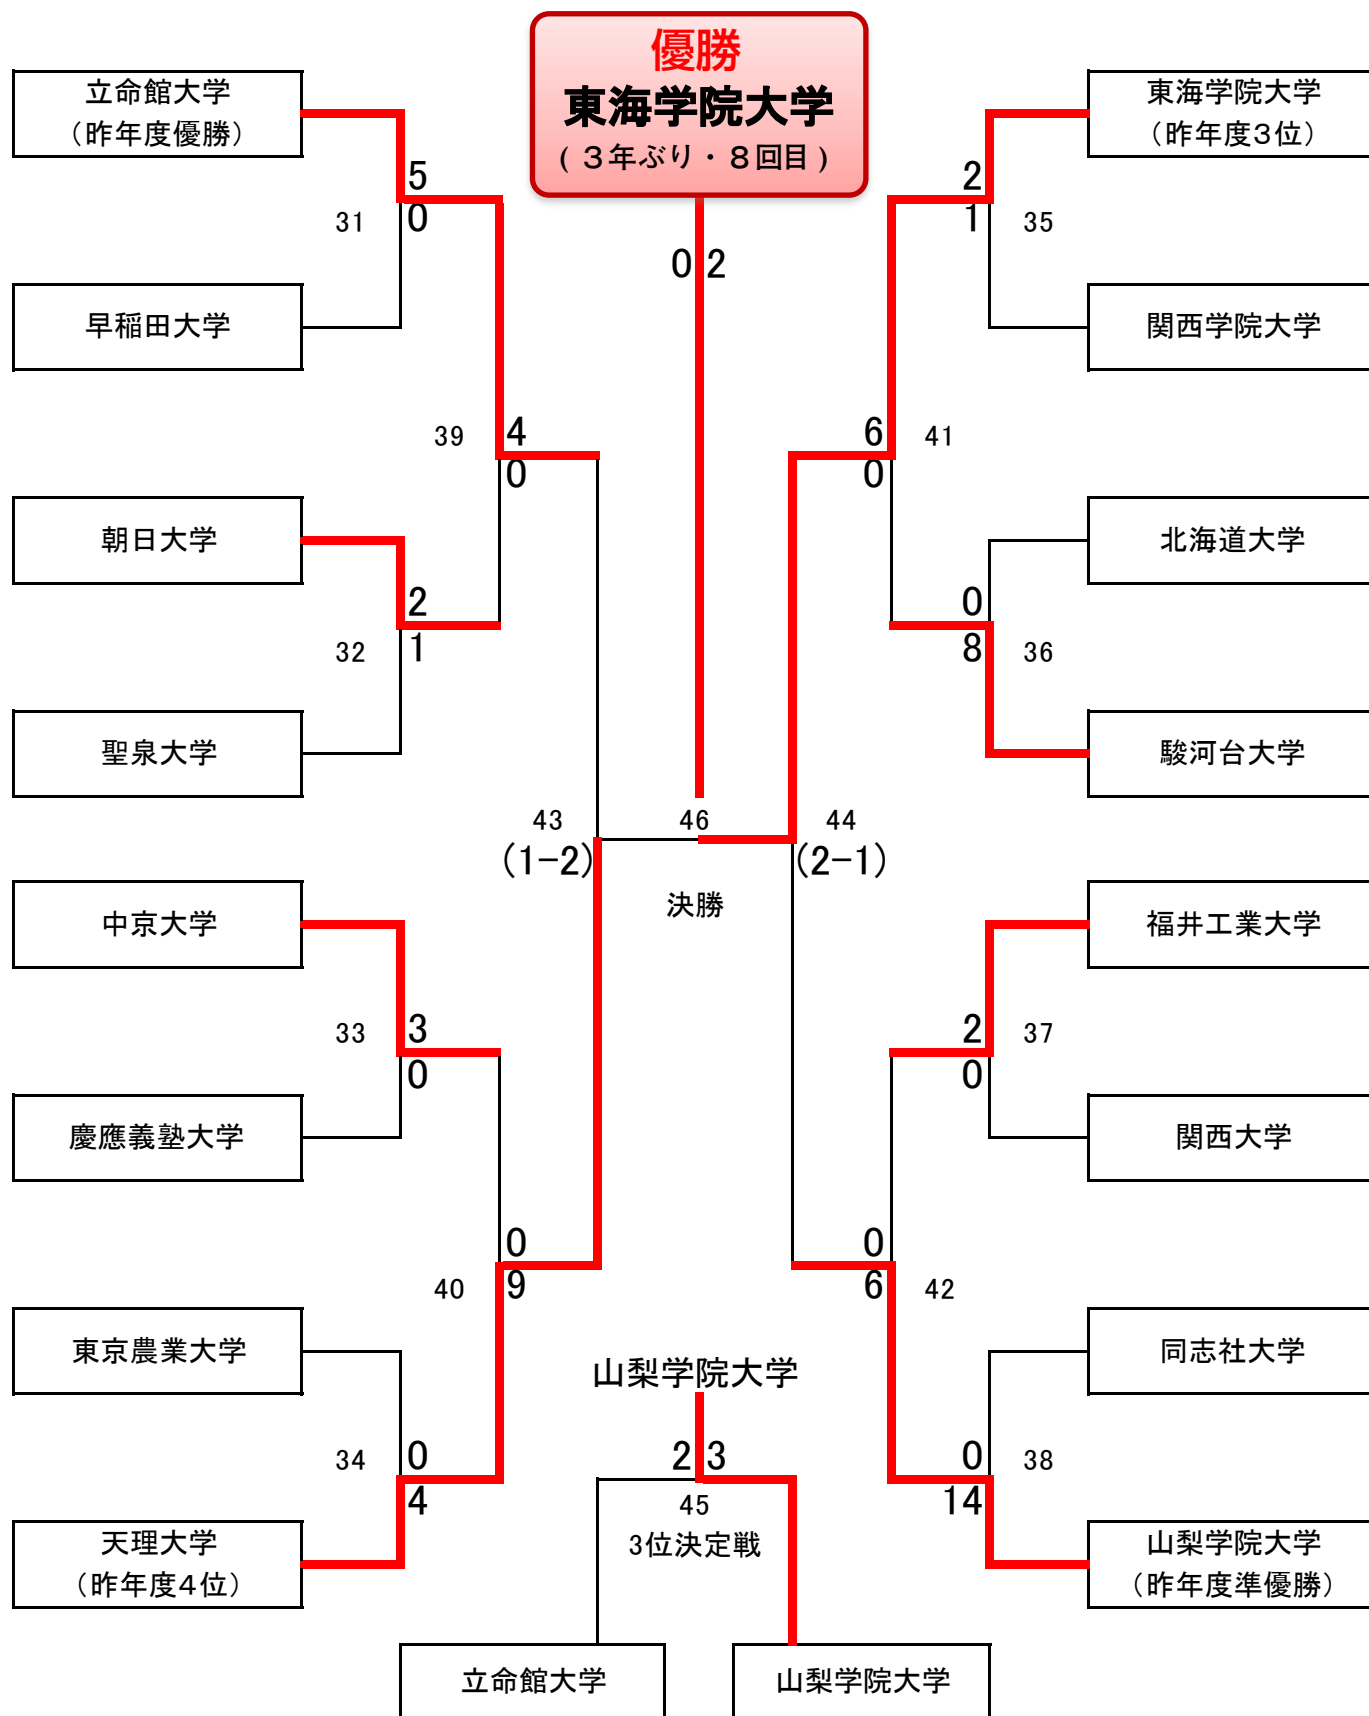 優勝
東海学院大学
(３年ぶり・８回目)
立命館大学
(昨年度優勝)
東海学院大学
(昨年度3位)
5
0
31
0
2
2
1
35
早稲田大学
関西学院大学
39
4
0
6
0
41
朝日大学
北海道大学
2
1
32
0
8
36
聖泉大学
駿河台大学
43
(1-2)
46
44
(2-1)
決勝
中京大学
福井工業大学
33
3
0
2
0
37
慶應義塾大学
関西大学
40
0
9
0
6
42
東京農業大学
同志社大学
山梨学院大学
34
0
4
2
3
0
14
38
45
3位決定戦
天理大学
(昨年度4位)
山梨学院大学
(昨年度準優勝)
立命館大学
山梨学院大学